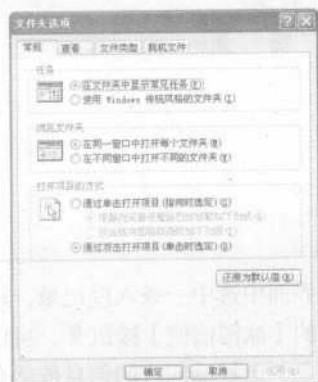 文件夹选项
常规 查看 文件类型 脱机文件
任务
在文件夹中显示常见任务(E)
使用 Windows 传统风格的文件夹(I)
浏览文件夹
在同一窗口中打开每个文件夹(M)
在不同窗口中打开不同的文件夹(W)
打开项目的方式
通过单击打开项目(指向时选定)(S)
通过双击打开项目(单击时选定)(D)
还原为默认值(R)
确定 取消 应用(A)